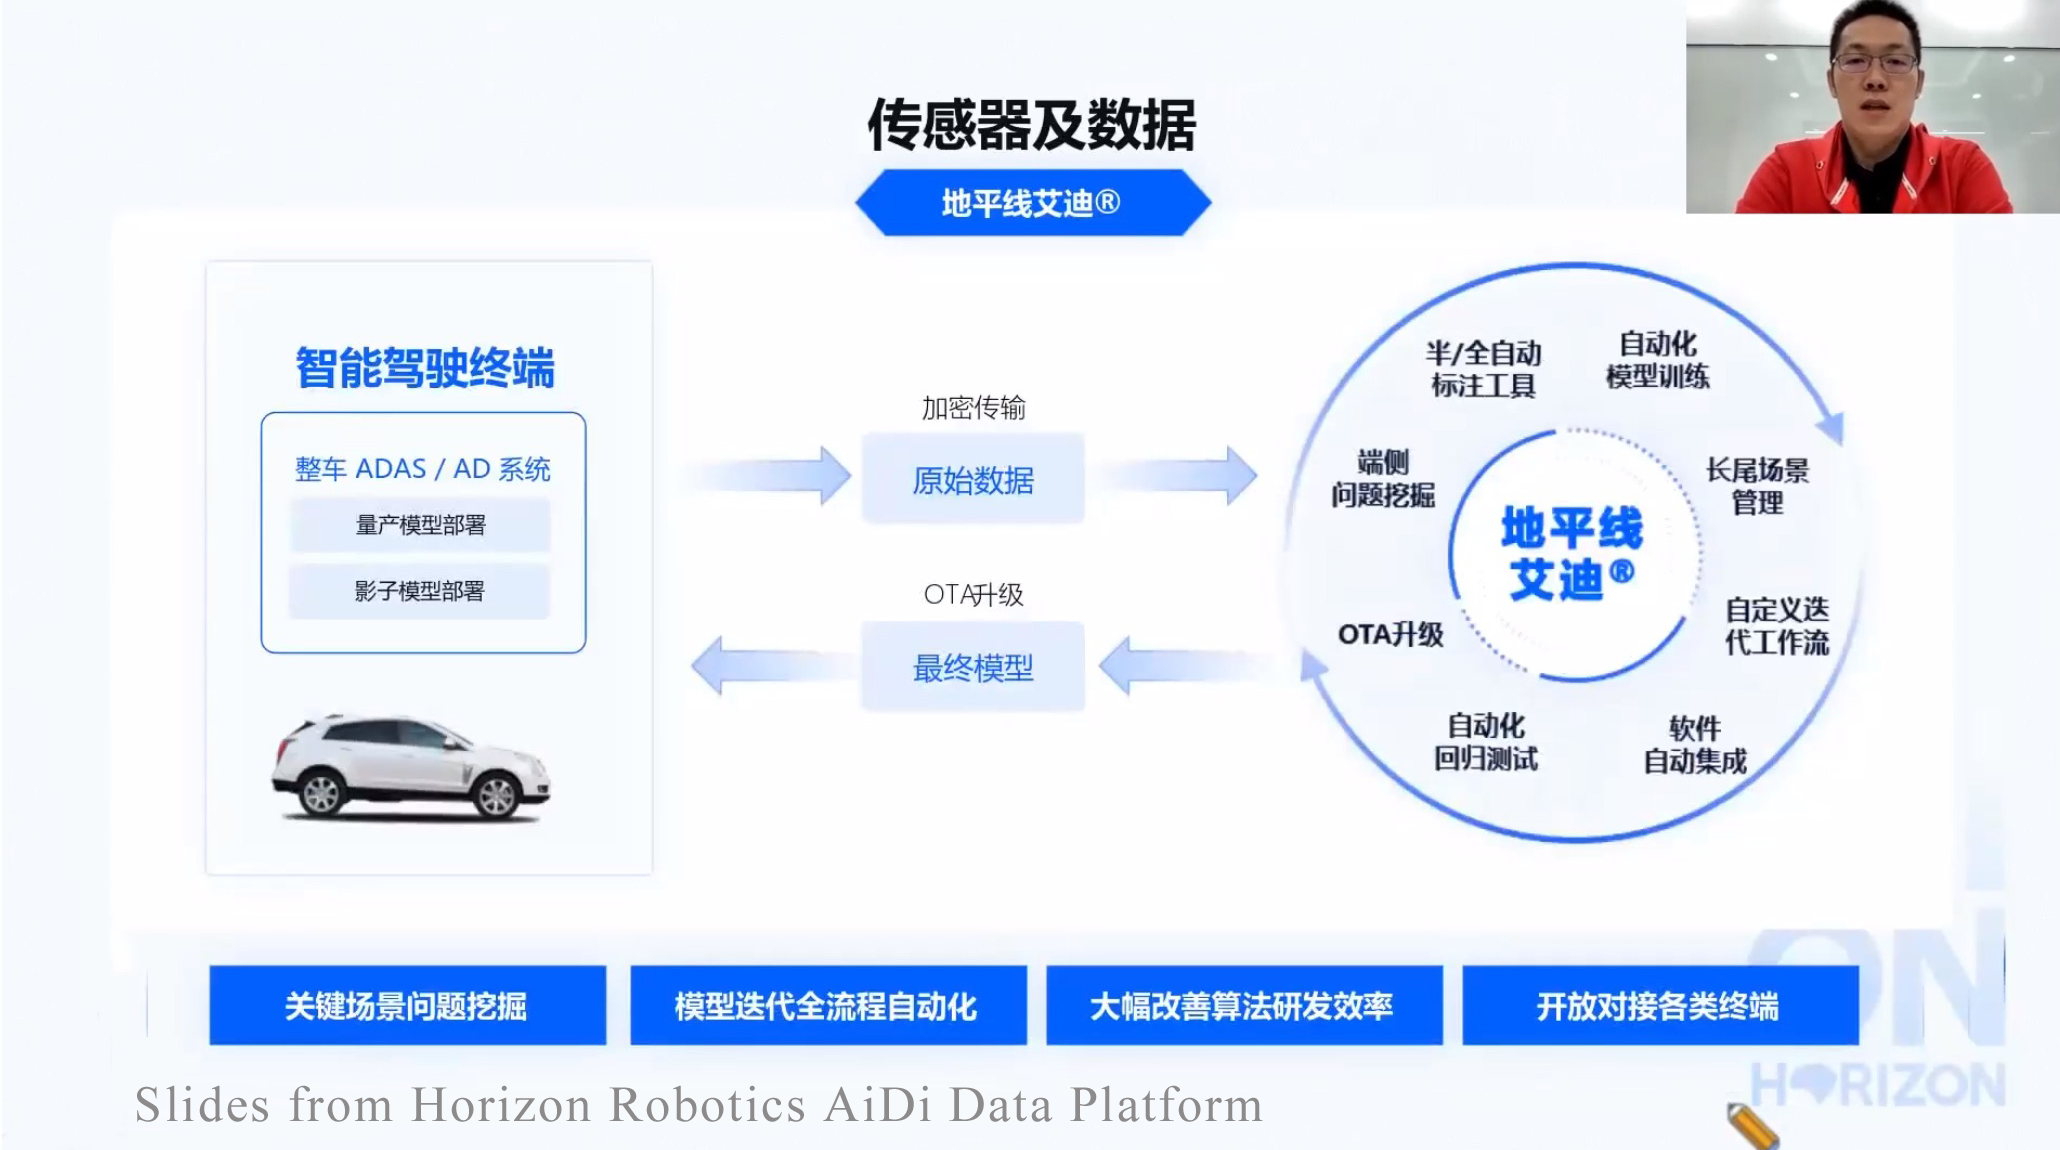 传感器及数据
地平线艾迪®
智能驾驶终端
整车 ADAS / AD 系统
量产模型部署
影子模型部署
加密传输
原始数据
OTA升级
最终模型
半/全自动
标注工具
自动化
模型训练
端侧
问题挖掘
长尾场景
管理
地平线
艾迪®
OTA升级
自定义迭
代工作流
自动化
回归测试
软件
自动集成
关键场景问题挖掘
模型迭代全流程自动化
大幅改善算法研发效率
开放对接各类终端
ON
HORIZON
Slides from Horizon Robotics AiDi Data Platform